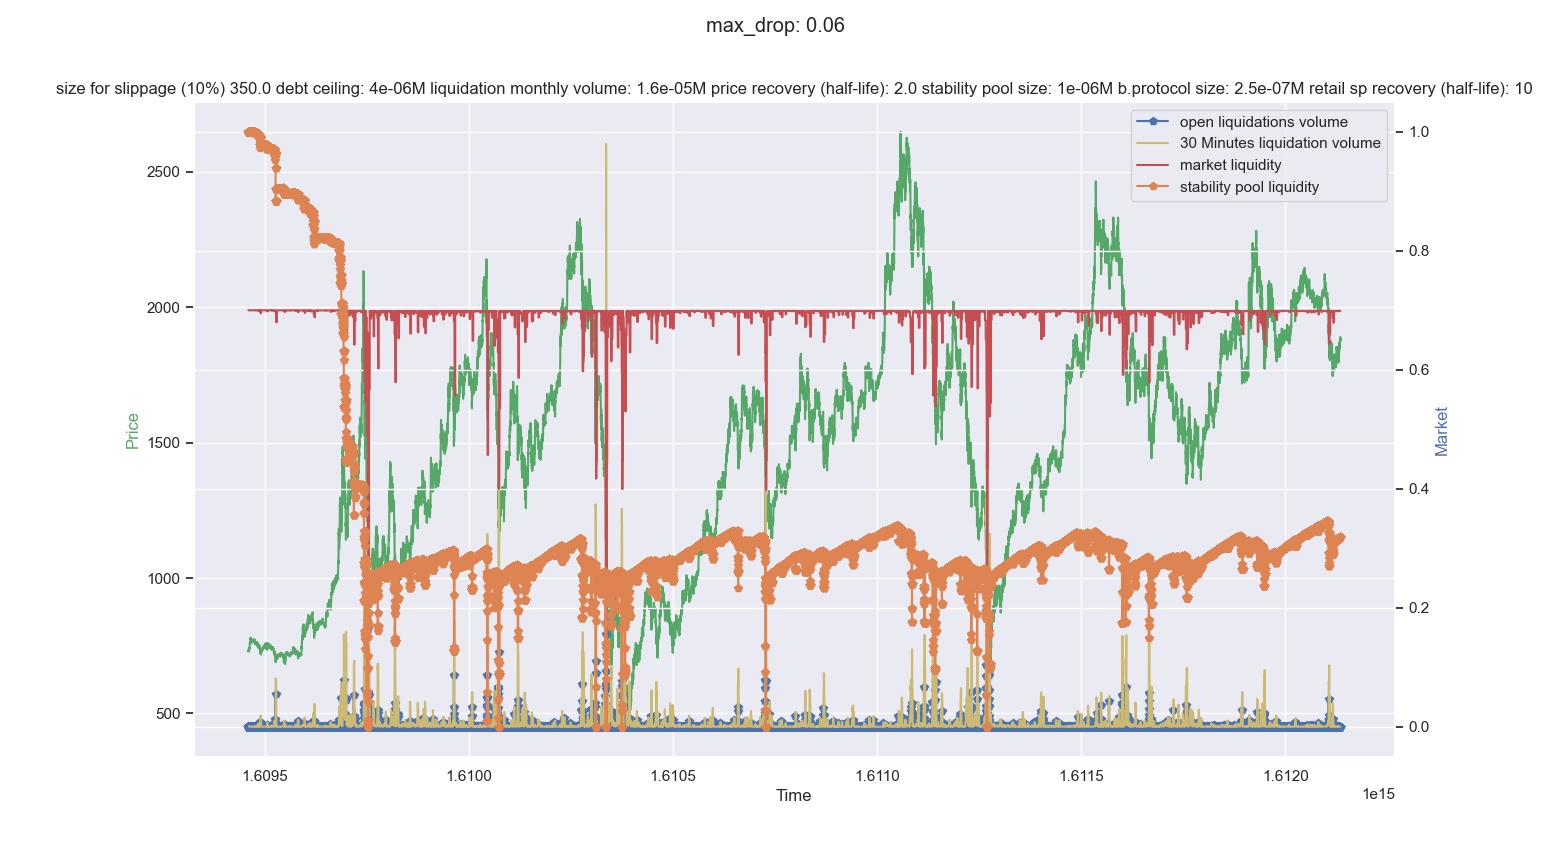 max_drop: 0.06
size for slippage (10%) 350.0 debt ceiling: 4e-06M liquidation monthly volume: 1.6e-05M price recovery (half-life): 2.0 stability pool size: 1e-06M b.protocol size: 2.5e-07M retail sp recovery (half-life): 10
open liquidations volume
30 Minutes liquidation volume
market liquidity
stability pool liquidity
2500
2000
1500
1000
500
Price
1.0
0.8
0.6
0.4
0.2
0.0
Market
1.6095
1.6100
1.6105
1.6110
1.6115
1.6120
1e15
Time